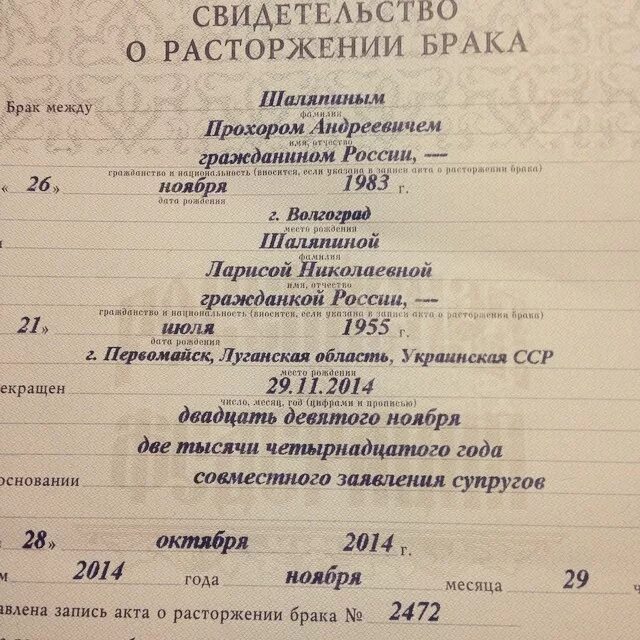 СВИДЕТЕЛЬСТВО
О РАСТОРЖЕНИИ БРАКА
Брак между Шаляпиным
фамилия
Прохором Андреевичем
имя, отчество
гражданином России, —
гражданство и национальность (вносится, если указана в записи акта о расторжении брака)
« 26 » ноября 1983 г.
дата рождения
г. Волгоград
место рождения
и Шаляпиной
фамилия
Ларисой Николаевной
имя, отчество
гражданкой России, —
гражданство и национальность (вносится, если указана в записи акта о расторжении брака)
21 » июля 1955 г.
дата рождения
г. Первомайск, Луганская область, Украинская ССР
место рождения
екращен 29.11.2014
число, месяц, год (цифрами и прописью)
двадцать девятого ноября
две тысячи четырнадцатого года
основании совместного заявления супругов
28 » октября 2014 г.
м 2014 года ноября месяца 29 ч
авлена запись акта о расторжении брака № 2472